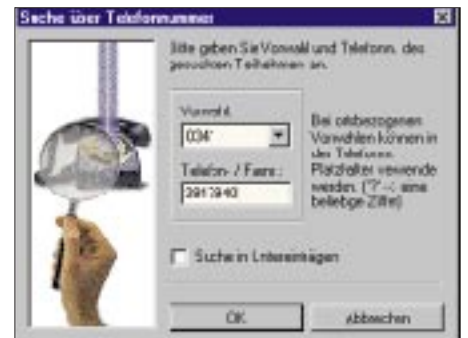 Suche über Telefonnummer
Bitte geben Sie Vorwahl und Telefonn. des
gesuchten Teilnehmers an.
Vorwahl:
Bei ortsbezogenen
034
Vorwahlen können in
der Telefonnr.
Telefon- / Faxnr.:
Platzhalter verwendet
werden. ("?" -: eine
beliebige Ziffer)
Suche in Untereinträgen
OK
Abbrechen